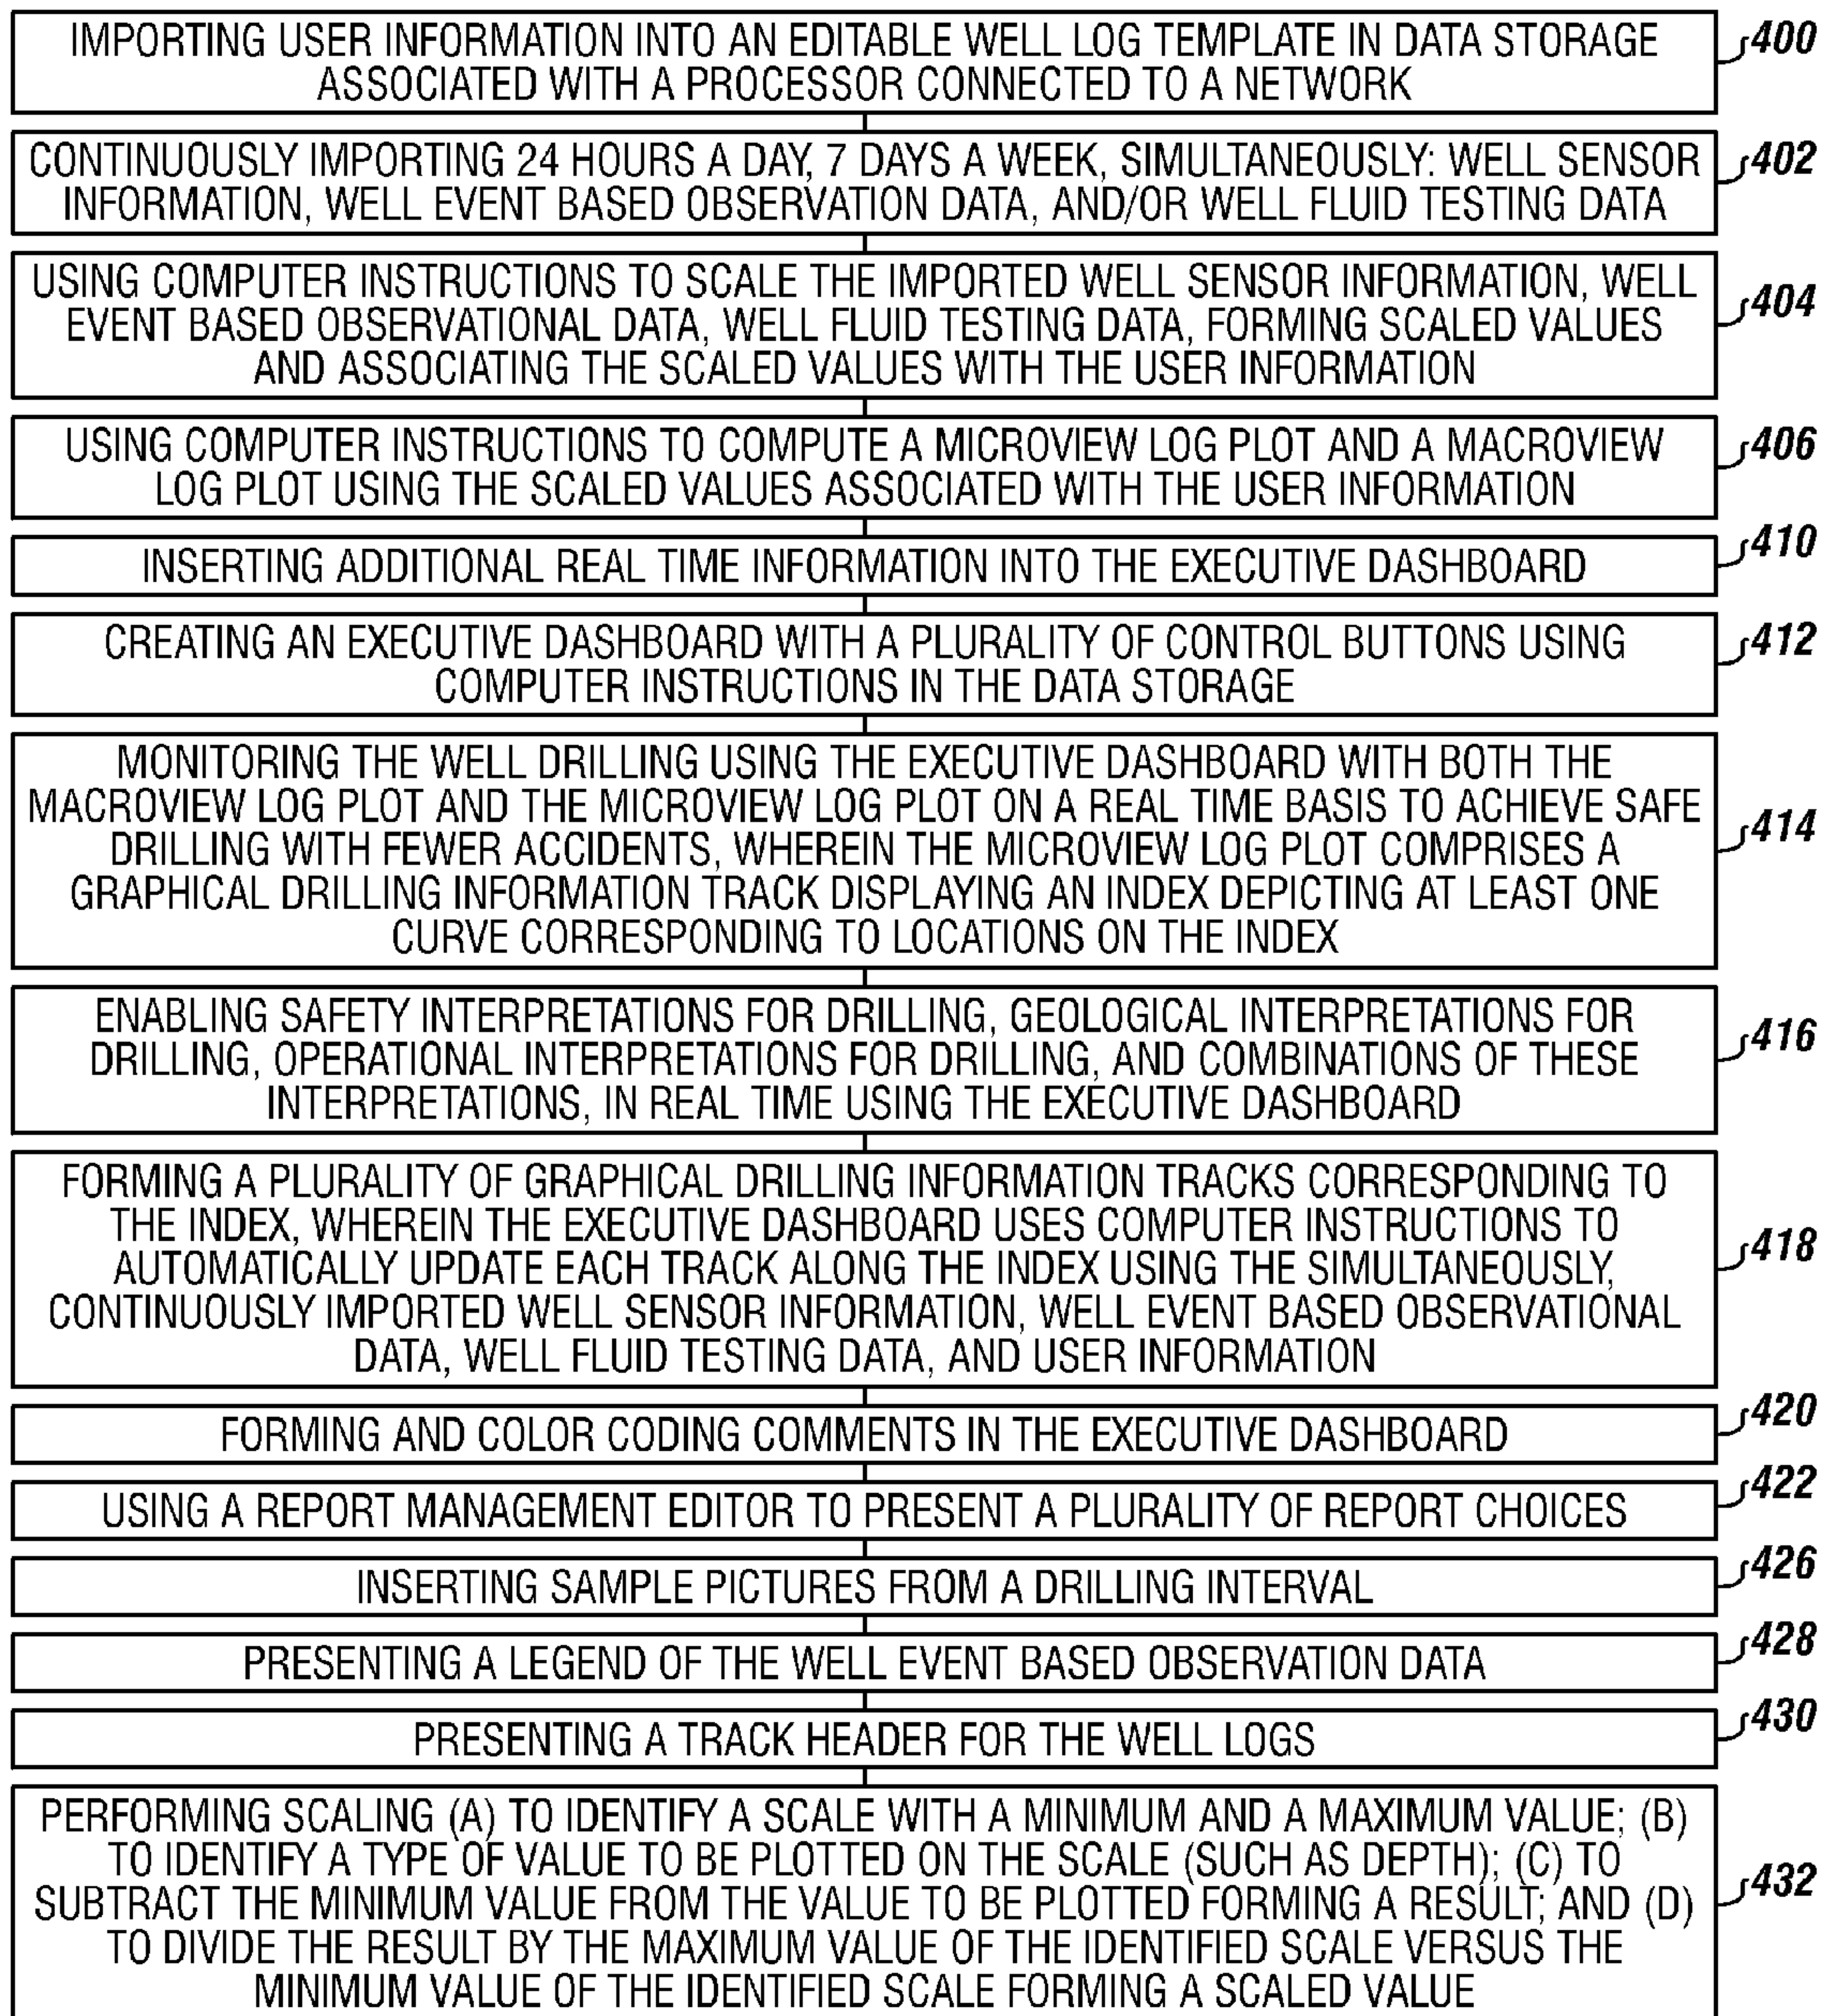 IMPORTING USER INFORMATION INTO AN EDITABLE WELL LOG TEMPLATE IN DATA STORAGE
ASSOCIATED WITH A PROCESSOR CONNECTED TO A NETWORK
400
CONTINUOUSLY IMPORTING 24 HOURS A DAY, 7 DAYS A WEEK, SIMULTANEOUSLY: WELL SENSOR
INFORMATION, WELL EVENT BASED OBSERVATION DATA, AND/OR WELL FLUID TESTING DATA
402
USING COMPUTER INSTRUCTIONS TO SCALE THE IMPORTED WELL SENSOR INFORMATION, WELL
EVENT BASED OBSERVATIONAL DATA, WELL FLUID TESTING DATA, FORMING SCALED VALUES
AND ASSOCIATING THE SCALED VALUES WITH THE USER INFORMATION
404
USING COMPUTER INSTRUCTIONS TO COMPUTE A MICROVIEW LOG PLOT AND A MACROVIEW
LOG PLOT USING THE SCALED VALUES ASSOCIATED WITH THE USER INFORMATION
406
INSERTING ADDITIONAL REAL TIME INFORMATION INTO THE EXECUTIVE DASHBOARD
410
CREATING AN EXECUTIVE DASHBOARD WITH A PLURALITY OF CONTROL BUTTONS USING
COMPUTER INSTRUCTIONS IN THE DATA STORAGE
412
MONITORING THE WELL DRILLING USING THE EXECUTIVE DASHBOARD WITH BOTH THE
MACROVIEW LOG PLOT AND THE MICROVIEW LOG PLOT ON A REAL TIME BASIS TO ACHIEVE SAFE
DRILLING WITH FEWER ACCIDENTS, WHEREIN THE MICROVIEW LOG PLOT COMPRISES A
GRAPHICAL DRILLING INFORMATION TRACK DISPLAYING AN INDEX DEPICTING AT LEAST ONE
CURVE CORRESPONDING TO LOCATIONS ON THE INDEX
414
ENABLING SAFETY INTERPRETATIONS FOR DRILLING, GEOLOGICAL INTERPRETATIONS FOR
DRILLING, OPERATIONAL INTERPRETATIONS FOR DRILLING, AND COMBINATIONS OF THESE
INTERPRETATIONS, IN REAL TIME USING THE EXECUTIVE DASHBOARD
416
FORMING A PLURALITY OF GRAPHICAL DRILLING INFORMATION TRACKS CORRESPONDING TO
THE INDEX, WHEREIN THE EXECUTIVE DASHBOARD USES COMPUTER INSTRUCTIONS TO
AUTOMATICALLY UPDATE EACH TRACK ALONG THE INDEX USING THE SIMULTANEOUSLY,
CONTINUOUSLY IMPORTED WELL SENSOR INFORMATION, WELL EVENT BASED OBSERVATIONAL
DATA, WELL FLUID TESTING DATA, AND USER INFORMATION
418
FORMING AND COLOR CODING COMMENTS IN THE EXECUTIVE DASHBOARD
420
USING A REPORT MANAGEMENT EDITOR TO PRESENT A PLURALITY OF REPORT CHOICES
422
INSERTING SAMPLE PICTURES FROM A DRILLING INTERVAL
426
PRESENTING A LEGEND OF THE WELL EVENT BASED OBSERVATION DATA
428
PRESENTING A TRACK HEADER FOR THE WELL LOGS
430
PERFORMING SCALING (A) TO IDENTIFY A SCALE WITH A MINIMUM AND A MAXIMUM VALUE; (B)
TO IDENTIFY A TYPE OF VALUE TO BE PLOTTED ON THE SCALE (SUCH AS DEPTH); (C) TO
SUBTRACT THE MINIMUM VALUE FROM THE VALUE TO BE PLOTTED FORMING A RESULT; AND (D)
TO DIVIDE THE RESULT BY THE MAXIMUM VALUE OF THE IDENTIFIED SCALE VERSUS THE
MINIMUM VALUE OF THE IDENTIFIED SCALE FORMING A SCALED VALUE
432